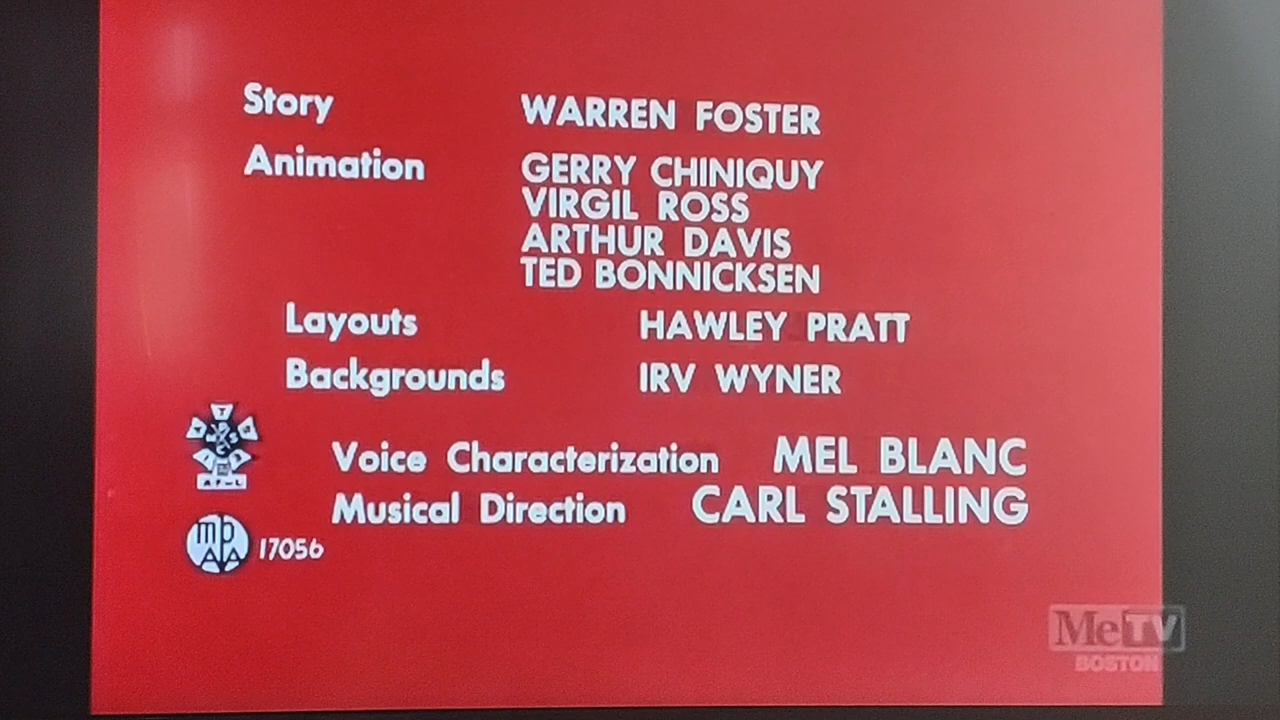 Story WARREN FOSTER
Animation GERRY CHINIQUY
VIRGIL ROSS
ARTHUR DAVIS
TED BONNICKSEN
Layouts HAWLEY PRATT
Backgrounds IRV WYNER
Voice Characterization MEL BLANC
Musical Direction CARL STALLING
mpAA 17056
MeTV
BOSTON